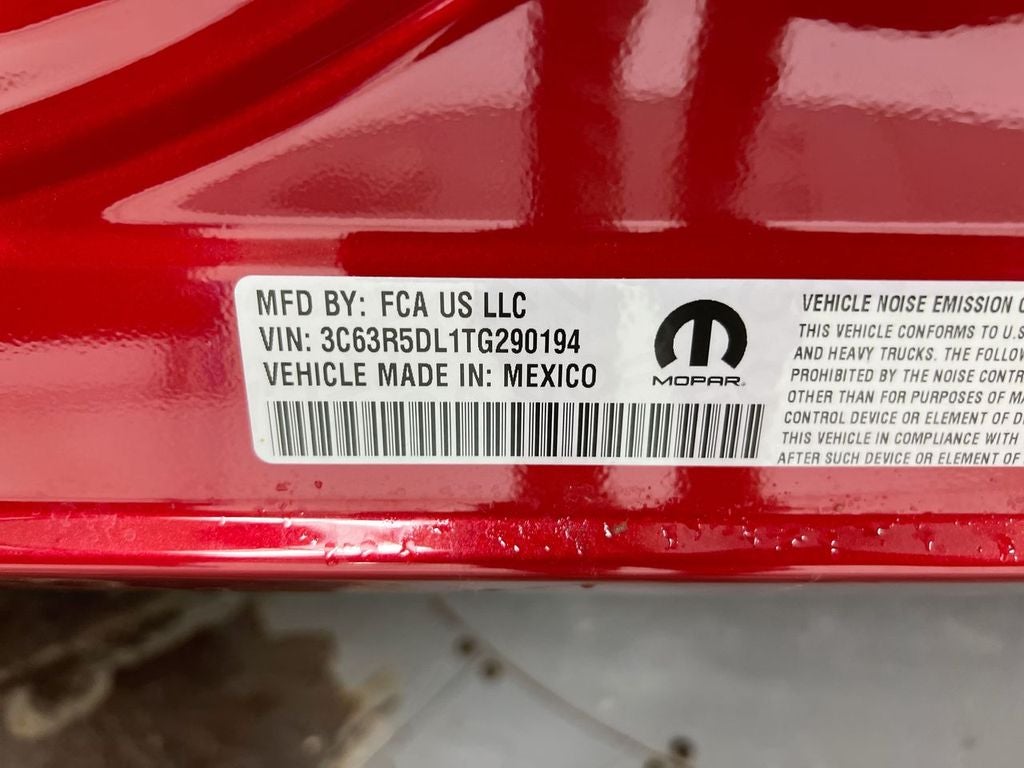 MFD BY: FCA US LLC
VIN: 3C63R5DL1TG290194
VEHICLE MADE IN: MEXICO
MOPAR
VEHICLE NOISE EMISSION
THIS VEHICLE CONFORMS TO U.S
AND HEAVY TRUCKS. THE
PROHIBITED BY THE NOISE
OTHER THAN FOR PURPOSES OF
CONTROL DEVICE OR ELEMENT OF
THIS VEHICLE IN COMPLIANCE WITH
AFTER SUCH DEVICE OR ELEMENT OF